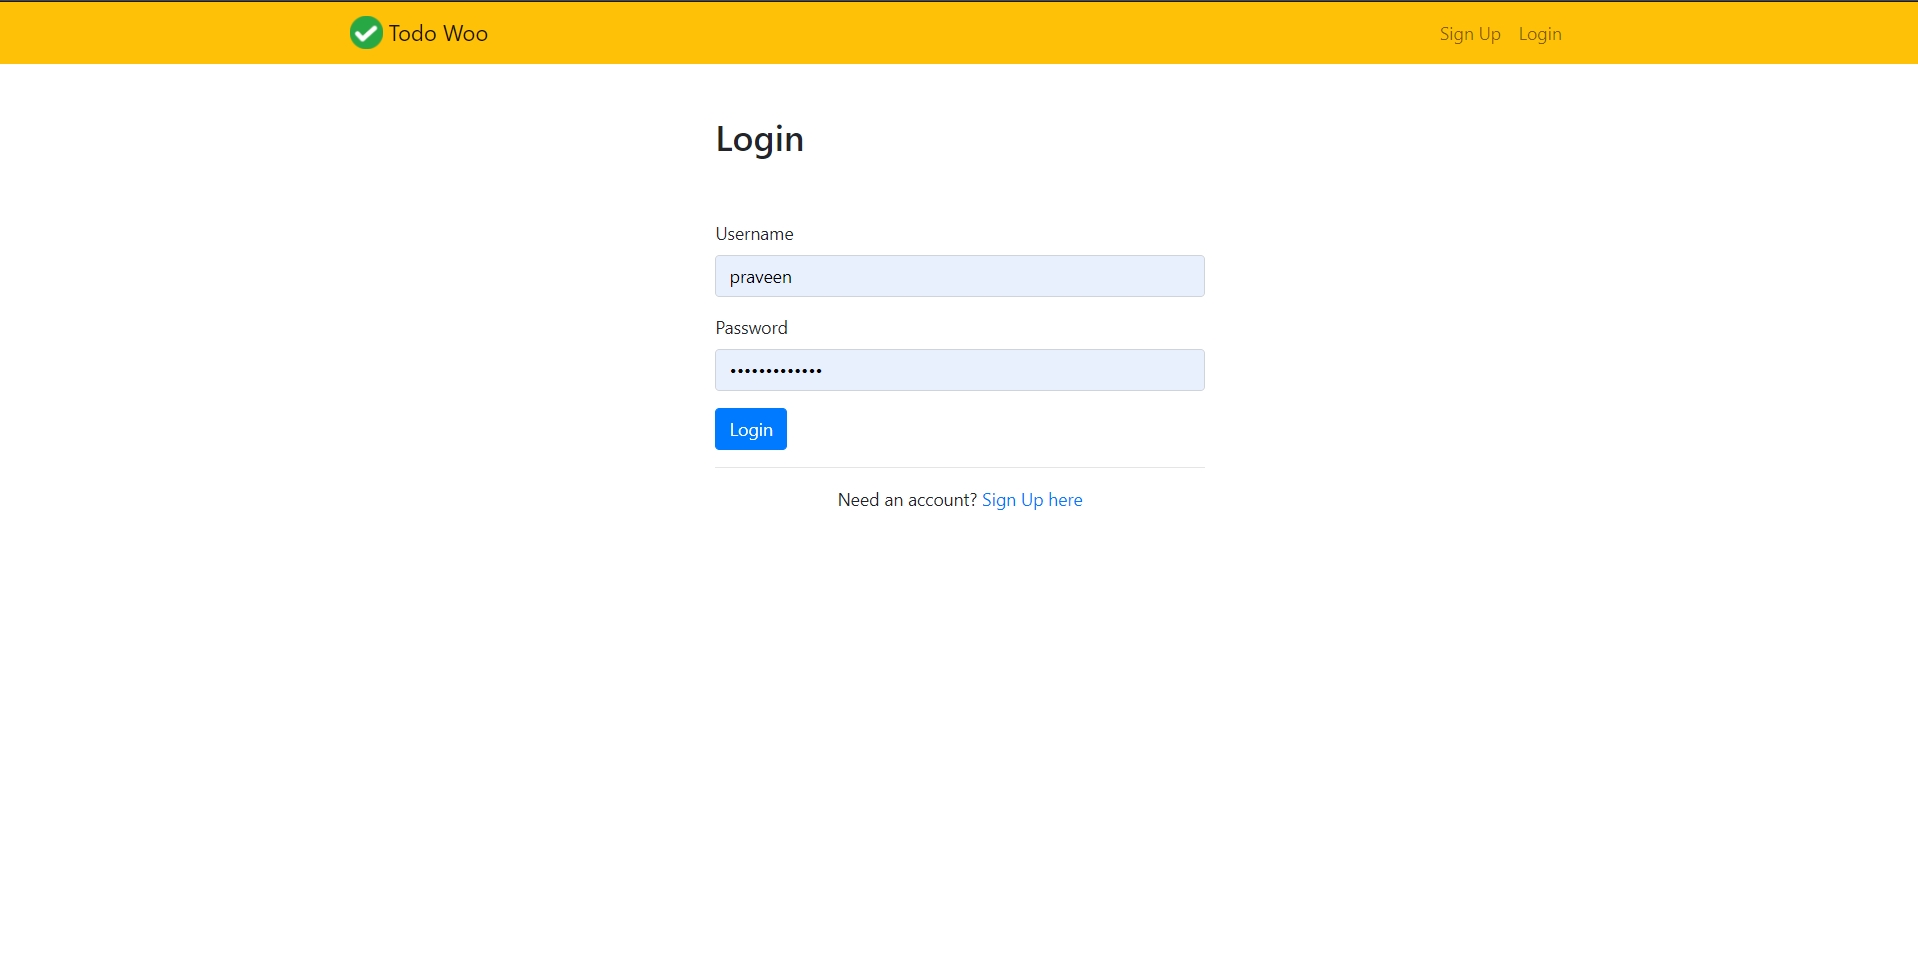 Todo Woo
Sign Up Login
Login
Username
praveen
Password
•••••••••••••
Login
Need an account? Sign Up here